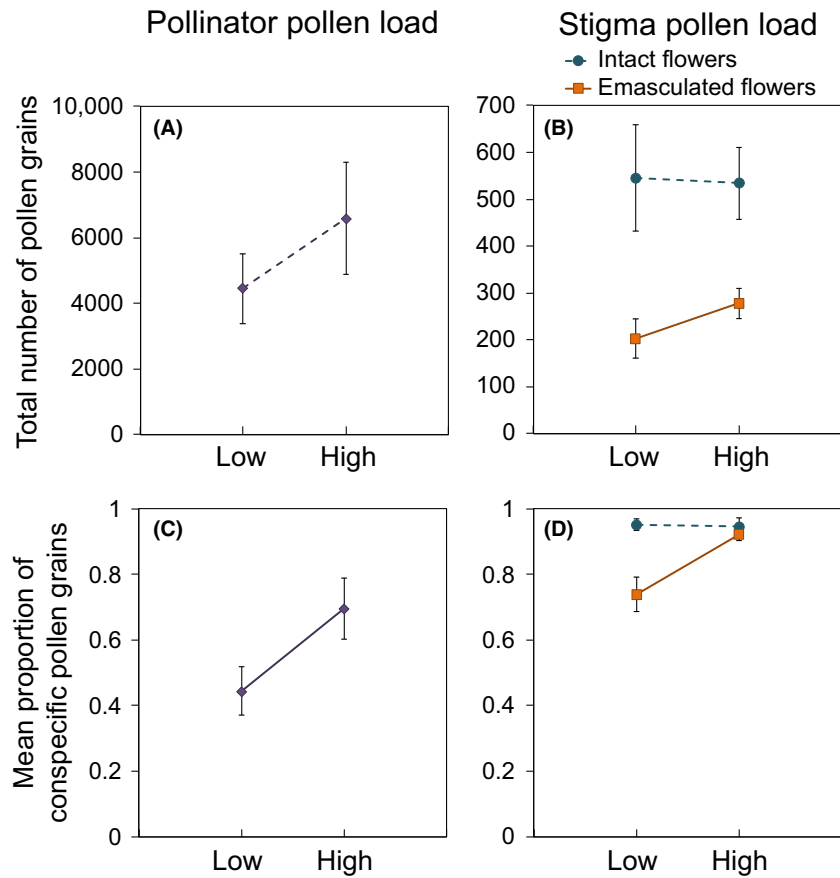 Pollinator pollen load
Stigma pollen load
Intact flowers
Emasculated flowers
Total number of pollen grains
10,000
8000
6000
4000
2000
0
(A)
Low High
700
600
500
400
300
200
100
0
(B)
Low High
Mean proportion of
conspecific pollen grains
1
0.8
0.6
0.4
0.2
0
(C)
Low High
1
0.8
0.6
0.4
0.2
0
(D)
Low High